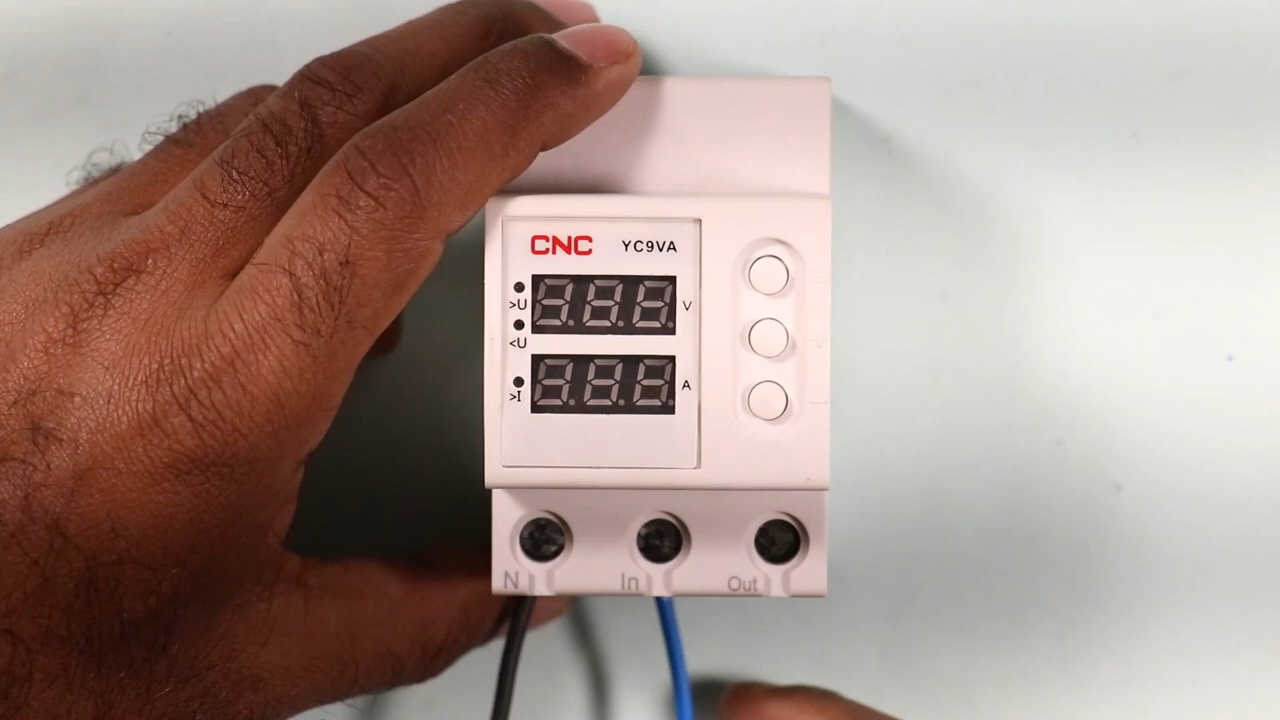 CNC YC9VA
>U
V
<U
>I
A
N In Out